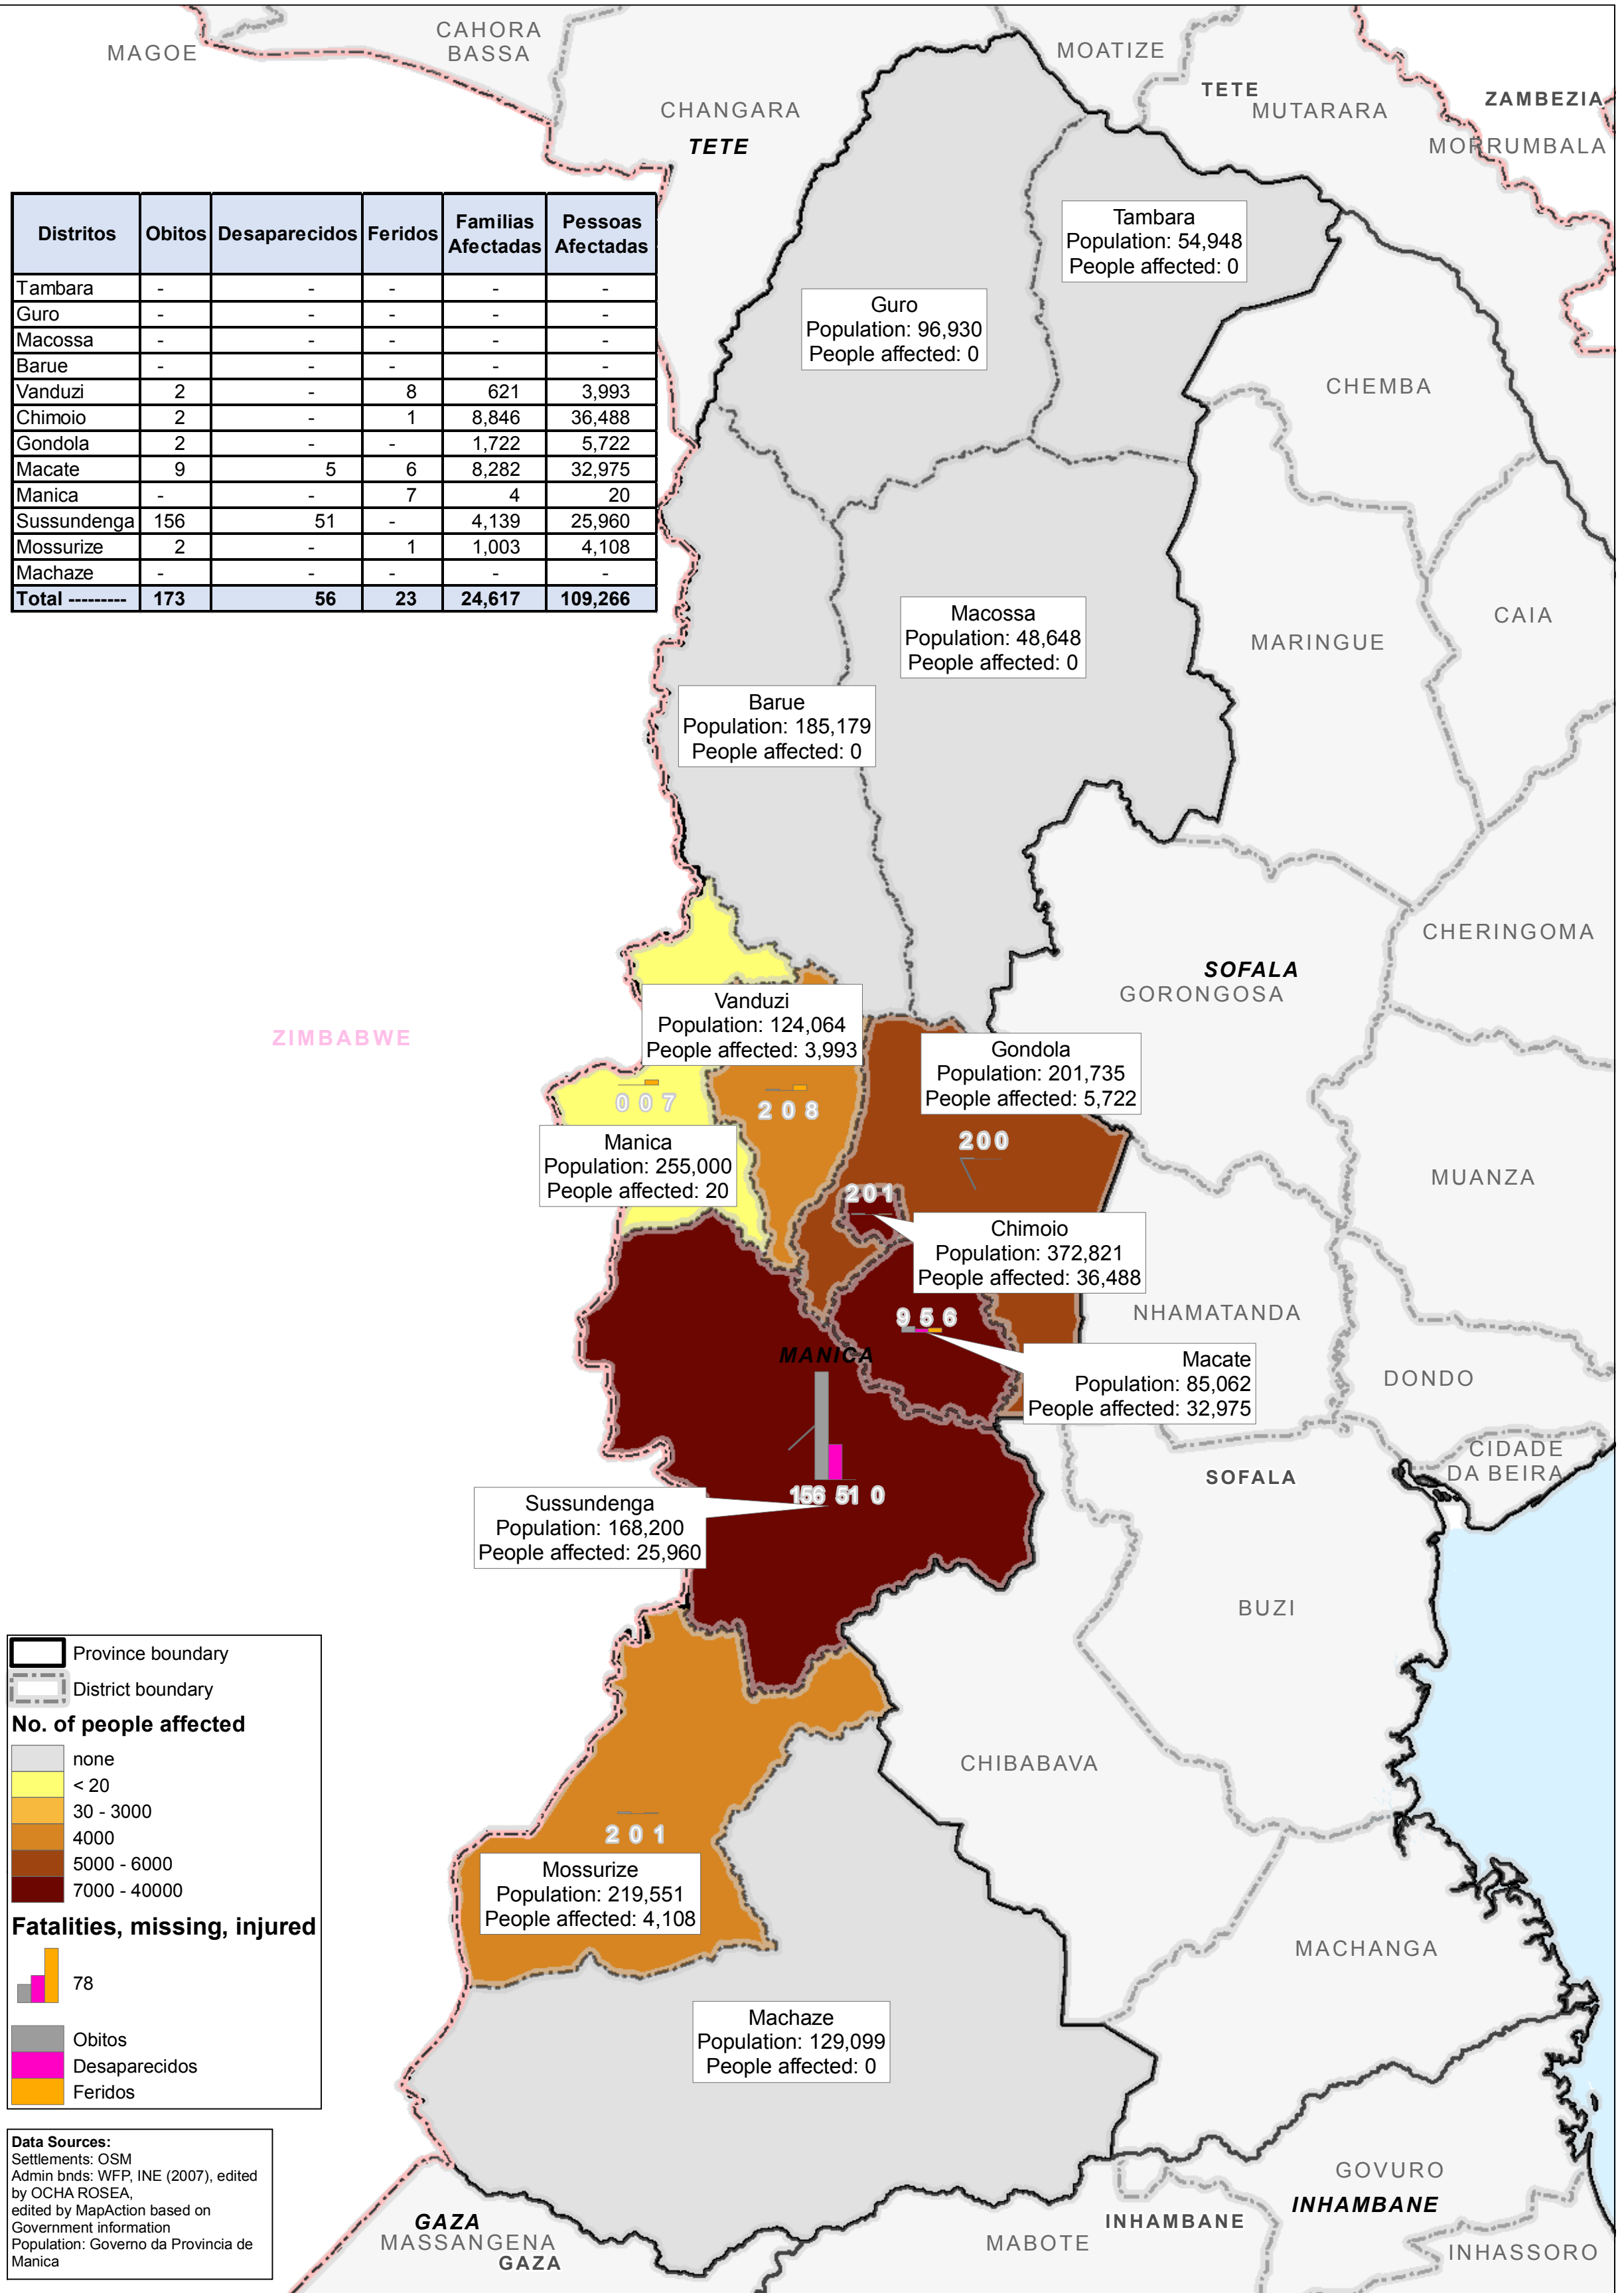 MAGOE
CAHORA
BASSA
MOATIZE
CHANGARA
TETE
TETE
MUTARARA
ZAMBEZIA
MORRUMBALA
Distritos Obitos Desaparecidos Feridos Familias Afectadas Pessoas Afectadas
Tambara - - - - -
Guro - - - - -
Macossa - - - - -
Barue - - - - -
Vanduzi 2 - 8 621 3,993
Chimoio 2 - 1 8,846 36,488
Gondola 2 - - 1,722 5,722
Macate 9 5 6 8,282 32,975
Manica - - 7 4 20
Sussundenga 156 51 - 4,139 25,960
Mossurize 2 - 1 1,003 4,108
Machaze - - - - -
Total --------- 173 56 23 24,617 109,266
Tambara
Population: 54,948
People affected: 0
Guro
Population: 96,930
People affected: 0
CHEMBA
Macossa
Population: 48,648
People affected: 0
MARINGUE
CAIA
Barue
Population: 185,179
People affected: 0
CHERINGOMA
SOFALA
GORONGOSA
ZIMBABWE
Vanduzi
Population: 124,064
People affected: 3,993
Gondola
Population: 201,735
People affected: 5,722
0 0 7
2 0 8
2 0 0
Manica
Population: 255,000
People affected: 20
MUANZA
2 0 1
Chimoio
Population: 372,821
People affected: 36,488
9 5 6
NHAMATANDA
MANICA
Macate
Population: 85,062
People affected: 32,975
DONDO
CIDADE
DA BEIRA
SOFALA
156 51 0
Sussundenga
Population: 168,200
People affected: 25,960
BUZI
CHIBABAVA
2 0 1
Mossurize
Population: 219,551
People affected: 4,108
MACHANGA
Machaze
Population: 129,099
People affected: 0
Province boundary
District boundary
No. of people affected
none
< 20
30 - 3000
4000
5000 - 6000
7000 - 40000
Fatalities, missing, injured
78
Obitos
Desaparecidos
Feridos
Data Sources:
Settlements: OSM
Admin bnds: WFP, INE (2007), edited
by OCHA ROSEA,
edited by MapAction based on
Government information
Population: Governo da Provincia de
Manica
GAZA
MASSANGENA
GAZA
MABOTE
INHAMBANE
GOVURO
INHAMBANE
INHASSORO